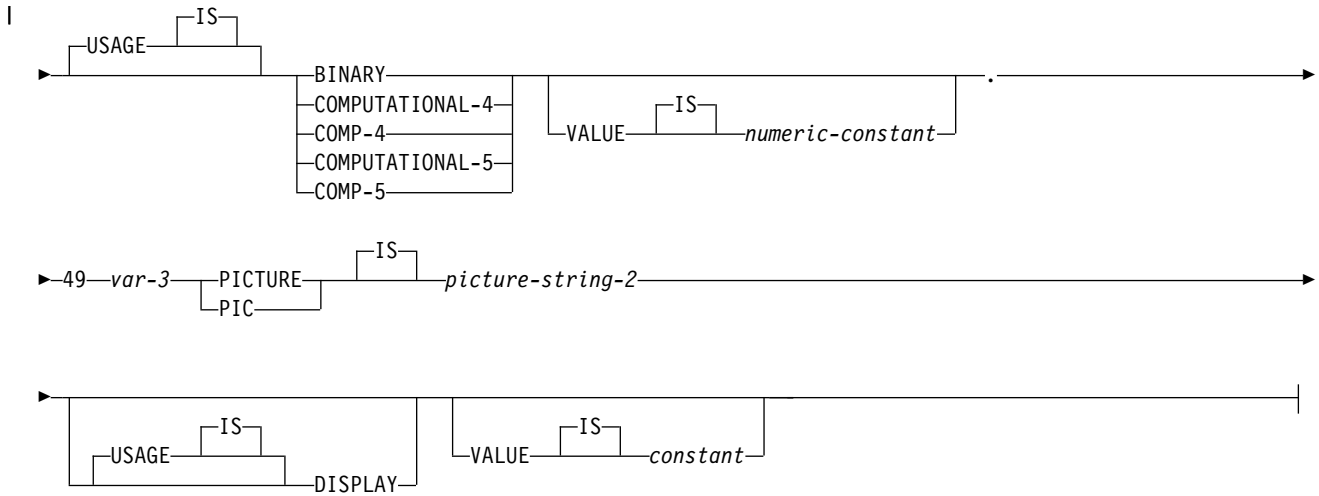 IS
USAGE
BINARY
.
COMPUTATIONAL-4
IS
COMP-4
VALUE
numeric-constant
COMPUTATIONAL-5
COMP-5
IS
49 var-3 PICTURE picture-string-2
PIC
IS
IS
USAGE
VALUE
constant
DISPLAY